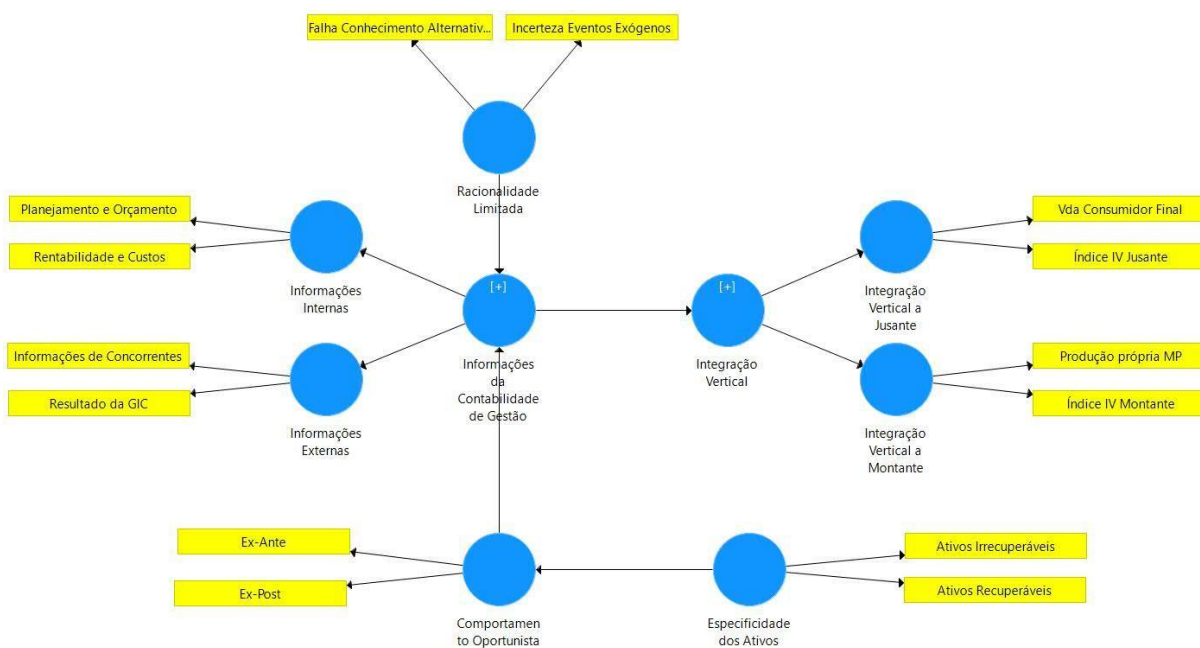 Falha Conhecimento Alternativ...
Incerteza Eventos Exógenos
Racionalidade
Limitada
Planejamento e Orçamento
Rentabilidade e Custos
Informações
Internas
Informações de Concorrentes
Resultado da GIC
Informações
Externas
[+]
Informações
da
Contabilidade
de Gestão
[+]
Integração
Vertical
Integração
Vertical a
Jusante
Vda Consumidor Final
Índice IV Jusante
Integração
Vertical a
Montante
Produção própria MP
Índice IV Montante
Ex-Ante
Ex-Post
Comportamen
to Oportunista
Especificidade
dos Ativos
Ativos Irrecuperáveis
Ativos Recuperáveis